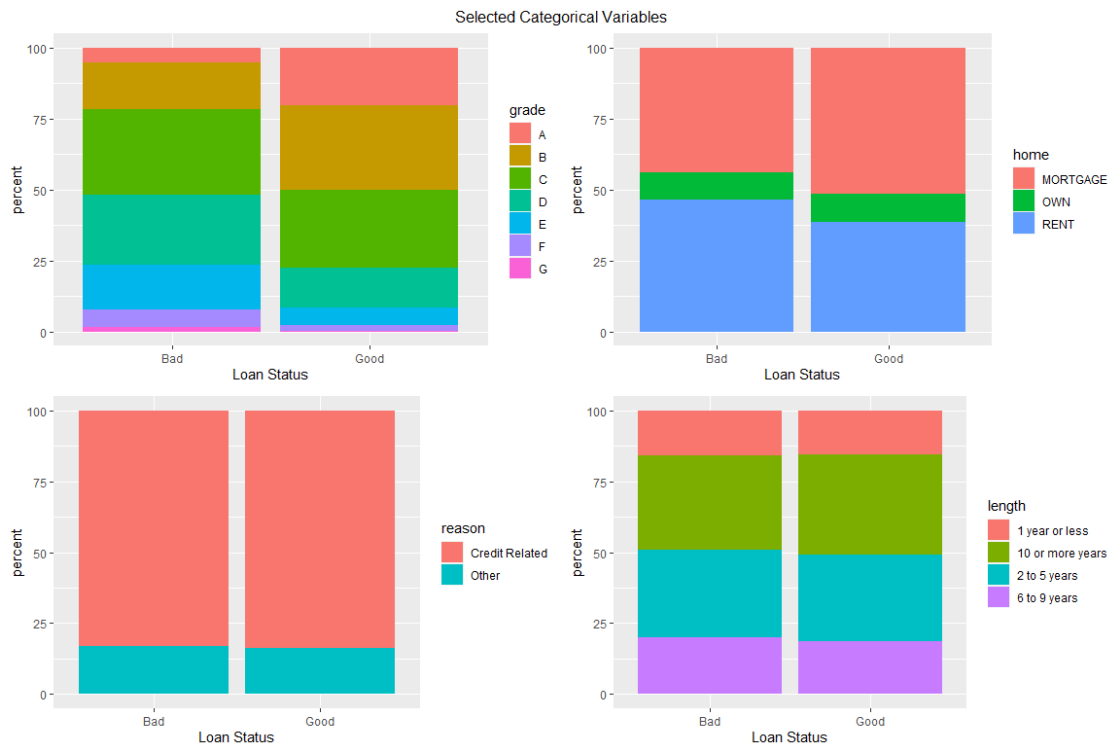 Selected Categorical Variables
percent
100
75
50
25
0
Bad Good
Loan Status
grade
A
B
C
D
E
F
G
percent
100
75
50
25
0
Bad Good
Loan Status
home
MORTGAGE
OWN
RENT
percent
100
75
50
25
0
Bad Good
Loan Status
reason
Credit Related
Other
percent
100
75
50
25
0
Bad Good
Loan Status
length
1 year or less
10 or more years
2 to 5 years
6 to 9 years